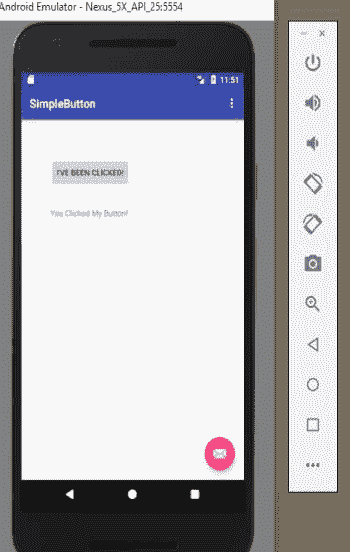 Android Emulator - Nexus_5X_API_25:5554
11:51
SimpleButton
I'VE BEEN CLICKED!
You Clicked My Button!